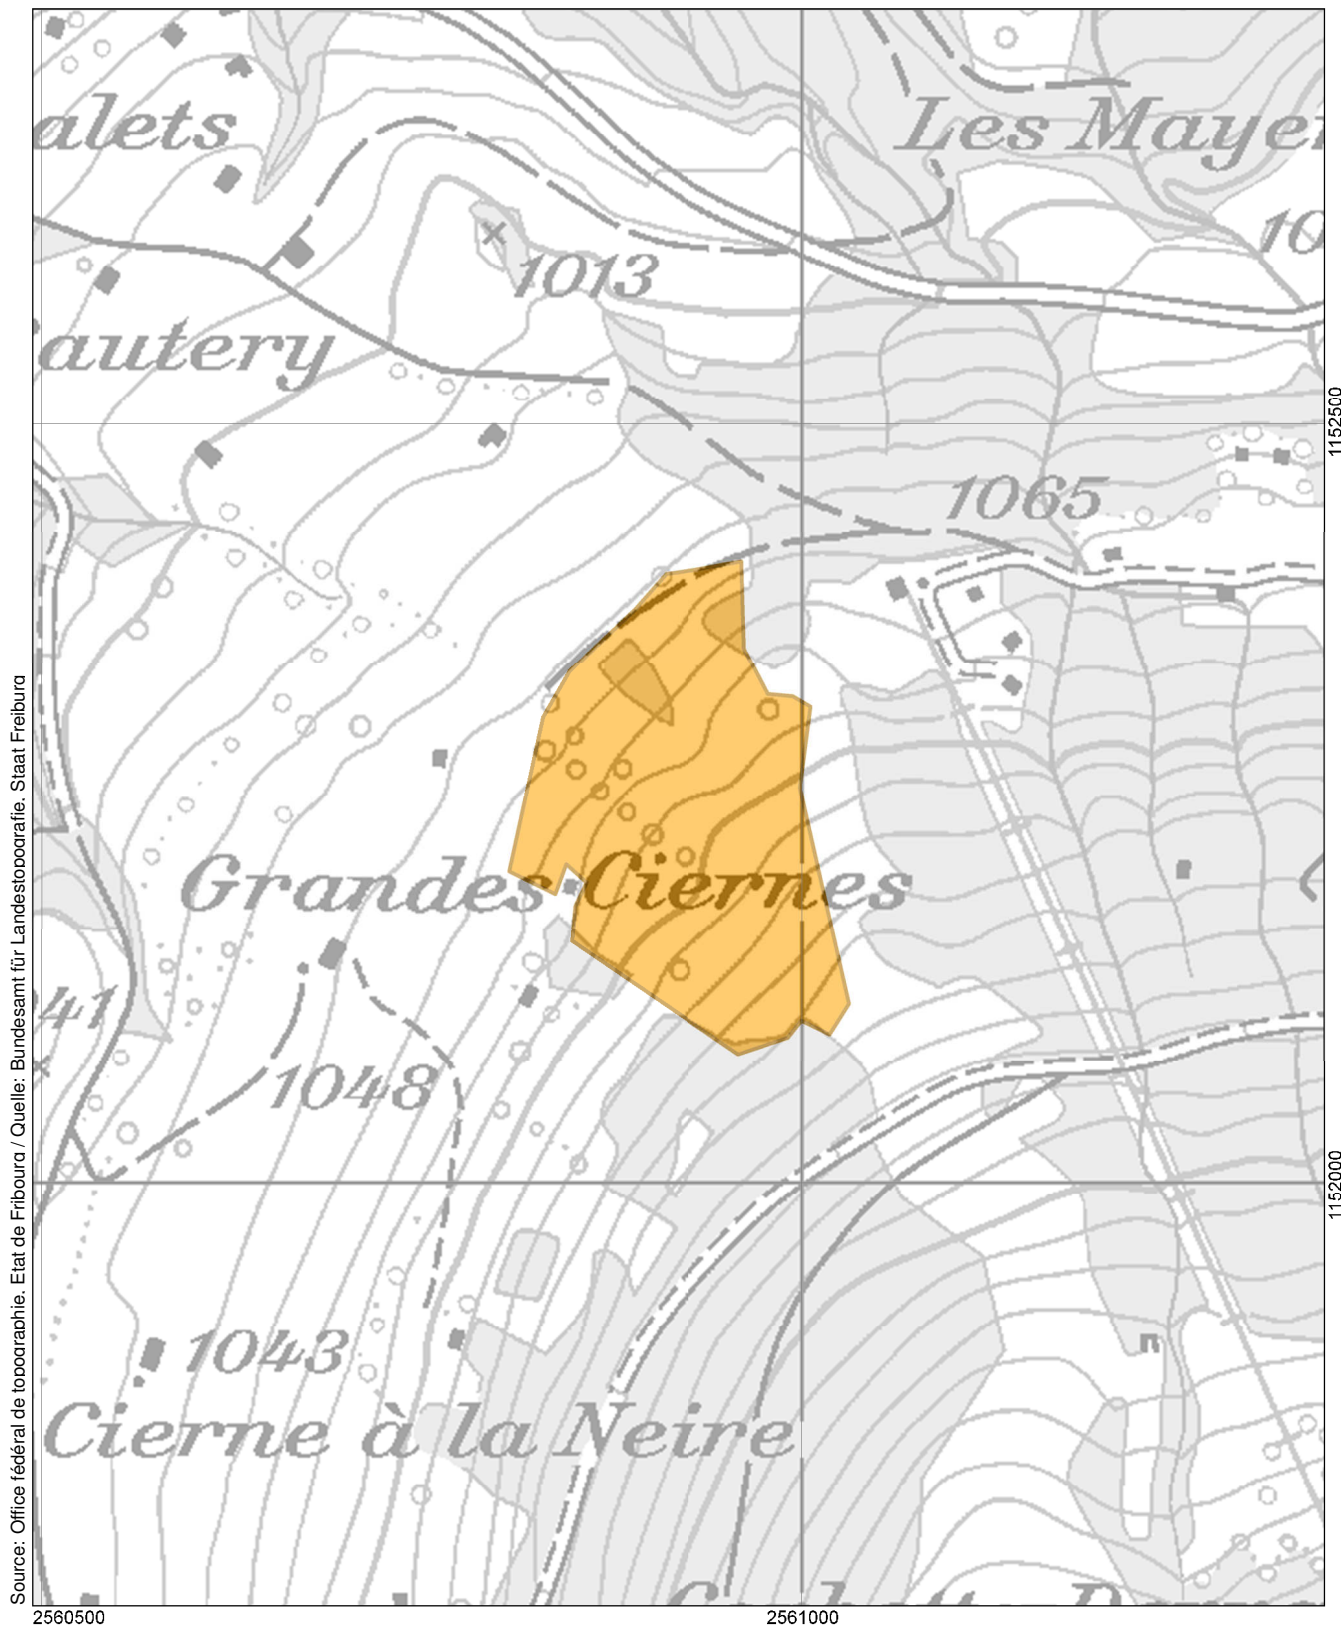 alets
Les Mayen
1013
10
autery
1152500
1065
Grandes Ciernes
41
1048
1152000
1043
Cierne à la Neire
2560500
2561000
Source: Office fédéral de topographie. Etat de Fribourg / Quelle: Bundesamt für Landestopografie. Staat Freiburg